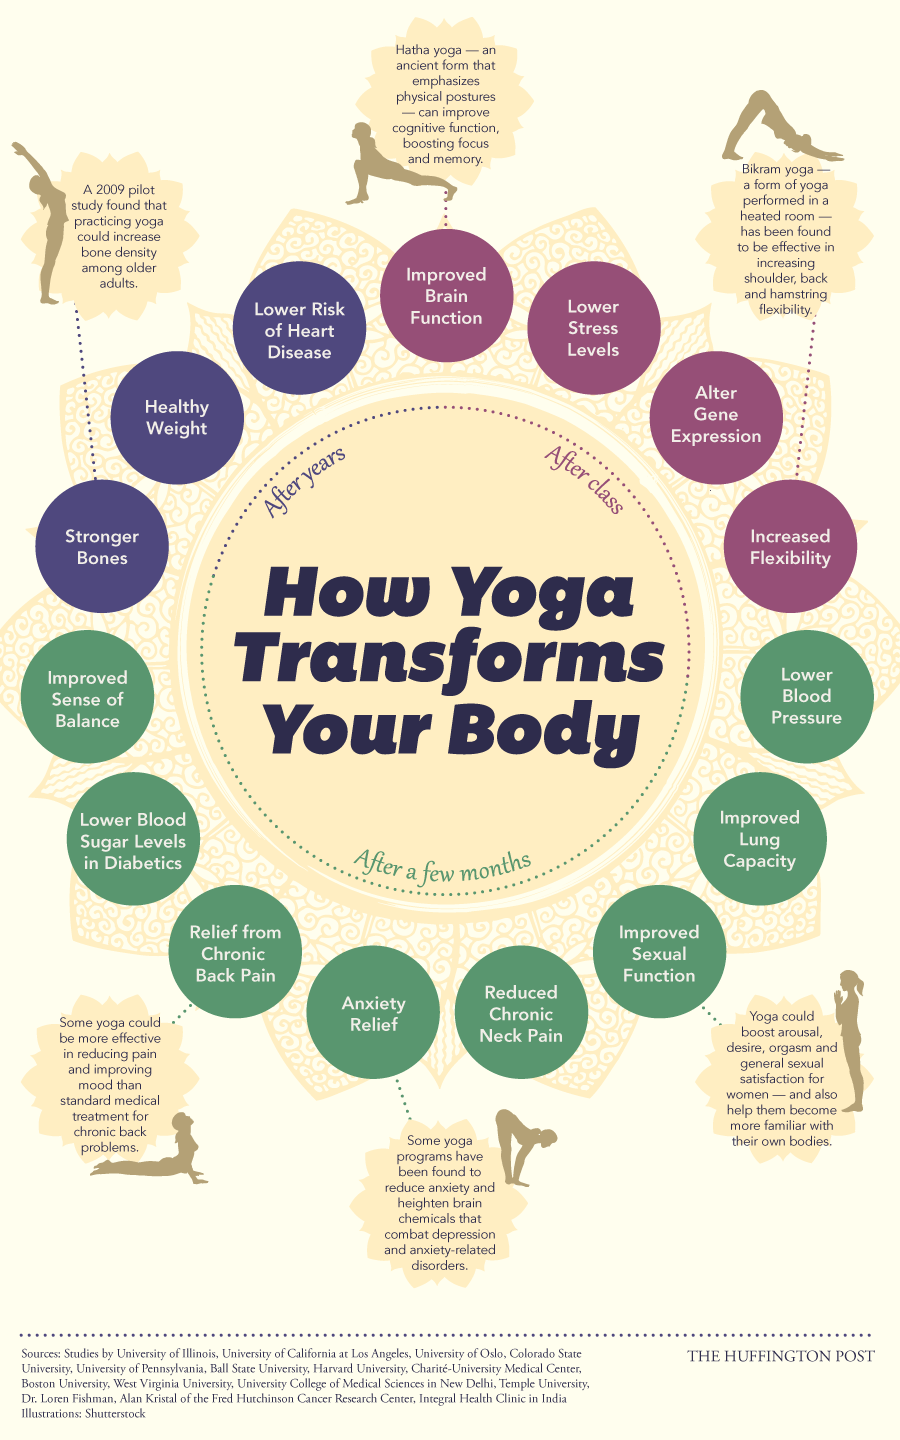 Hatha yoga — an
ancient form that
emphasizes
physical postures
— can improve
cognitive function,
boosting focus
and memory.
A 2009 pilot
study found that
practicing yoga
could increase
bone density
among older
adults.
Bikram yoga —
a form of yoga
performed in a
heated room —
has been found
to be effective in
increasing
shoulder, back
and hamstring
flexibility.
Improved
Brain
Function
Lower
Stress
Levels
Alter
Gene
Expression
Increased
Flexibility
Lower Risk
of Heart
Disease
Healthy
Weight
Stronger
Bones
After years
After class
How Yoga
Transforms
Your Body
After a few months
Improved
Sense of
Balance
Lower Blood
Sugar Levels
in Diabetics
Relief from
Chronic
Back Pain
Anxiety
Relief
Reduced
Chronic
Neck Pain
Improved
Sexual
Function
Improved
Lung
Capacity
Lower
Blood
Pressure
Some yoga could
be more effective
in reducing pain
and improving
mood than
standard medical
treatment for
chronic back
problems.
Some yoga
programs have
been found to
reduce anxiety and
heighten brain
chemicals that
combat depression
and anxiety-related
disorders.
Yoga could
boost arousal,
desire, orgasm and
general sexual
satisfaction for
women — and also
help them become
more familiar with
their own bodies.
Sources: Studies by University of Illinois, University of California at Los Angeles, University of Oslo, Colorado State
University, University of Pennsylvania, Ball State University, Harvard University, Charité-University Medical Center,
Boston University, West Virginia University, University College of Medical Sciences in New Delhi, Temple University,
Dr. Loren Fishman, Alan Kristal of the Fred Hutchinson Cancer Research Center, Integral Health Clinic in India
Illustrations: Shutterstock
THE HUFFINGTON POST